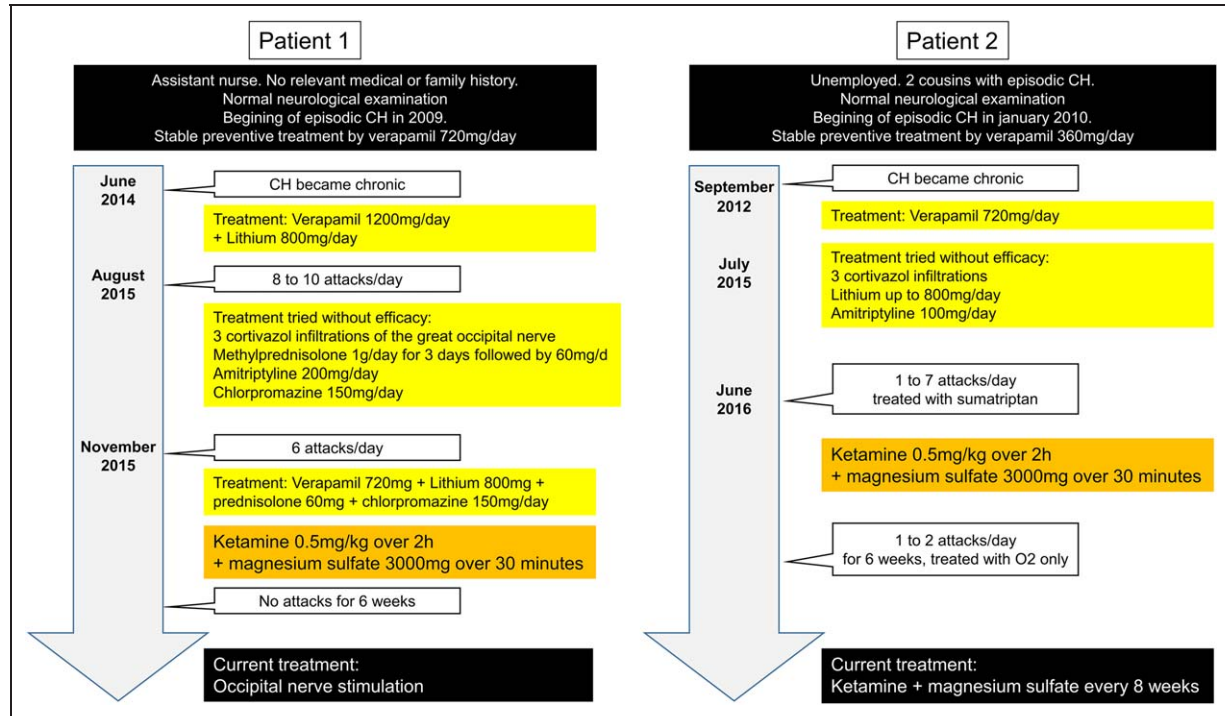 Patient 1
Assistant nurse. No relevant medical or family history.
Normal neurological examination
Begining of episodic CH in 2009.
Stable preventive treatment by verapamil 720mg/day
June
2014
CH became chronic
Treatment: Verapamil 1200mg/day
+ Lithium 800mg/day
August
2015
8 to 10 attacks/day
Treatment tried without efficacy:
3 cortivazol infiltrations of the great occipital nerve
Methylprednisolone 1g/day for 3 days followed by 60mg/d
Amitriptyline 200mg/day
Chlorpromazine 150mg/day
November
2015
6 attacks/day
Treatment: Verapamil 720mg + Lithium 800mg +
prednisolone 60mg + chlorpromazine 150mg/day
Ketamine 0.5mg/kg over 2h
+ magnesium sulfate 3000mg over 30 minutes
No attacks for 6 weeks
Current treatment:
Occipital nerve stimulation
Patient 2
Unemployed. 2 cousins with episodic CH.
Normal neurological examination
Begining of episodic CH in january 2010.
Stable preventive treatment by verapamil 360mg/day
September
2012
CH became chronic
Treatment: Verapamil 720mg/day
July
2015
Treatment tried without efficacy:
3 cortivazol infiltrations
Lithium up to 800mg/day
Amitriptyline 100mg/day
June
2016
1 to 7 attacks/day
treated with sumatriptan
Ketamine 0.5mg/kg over 2h
+ magnesium sulfate 3000mg over 30 minutes
1 to 2 attacks/day
for 6 weeks, treated with O2 only
Current treatment:
Ketamine + magnesium sulfate every 8 weeks